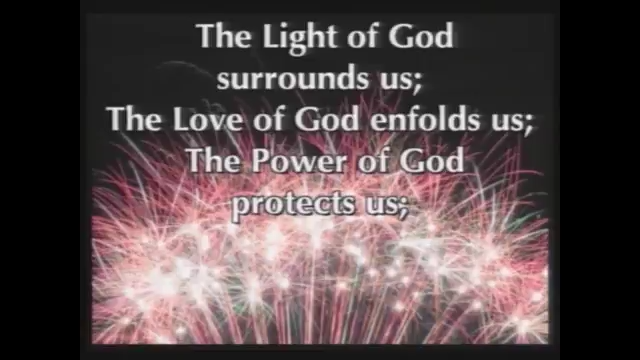 The Light of God
surrounds us;
The Love of God enfolds us;
The Power of God
protects us;